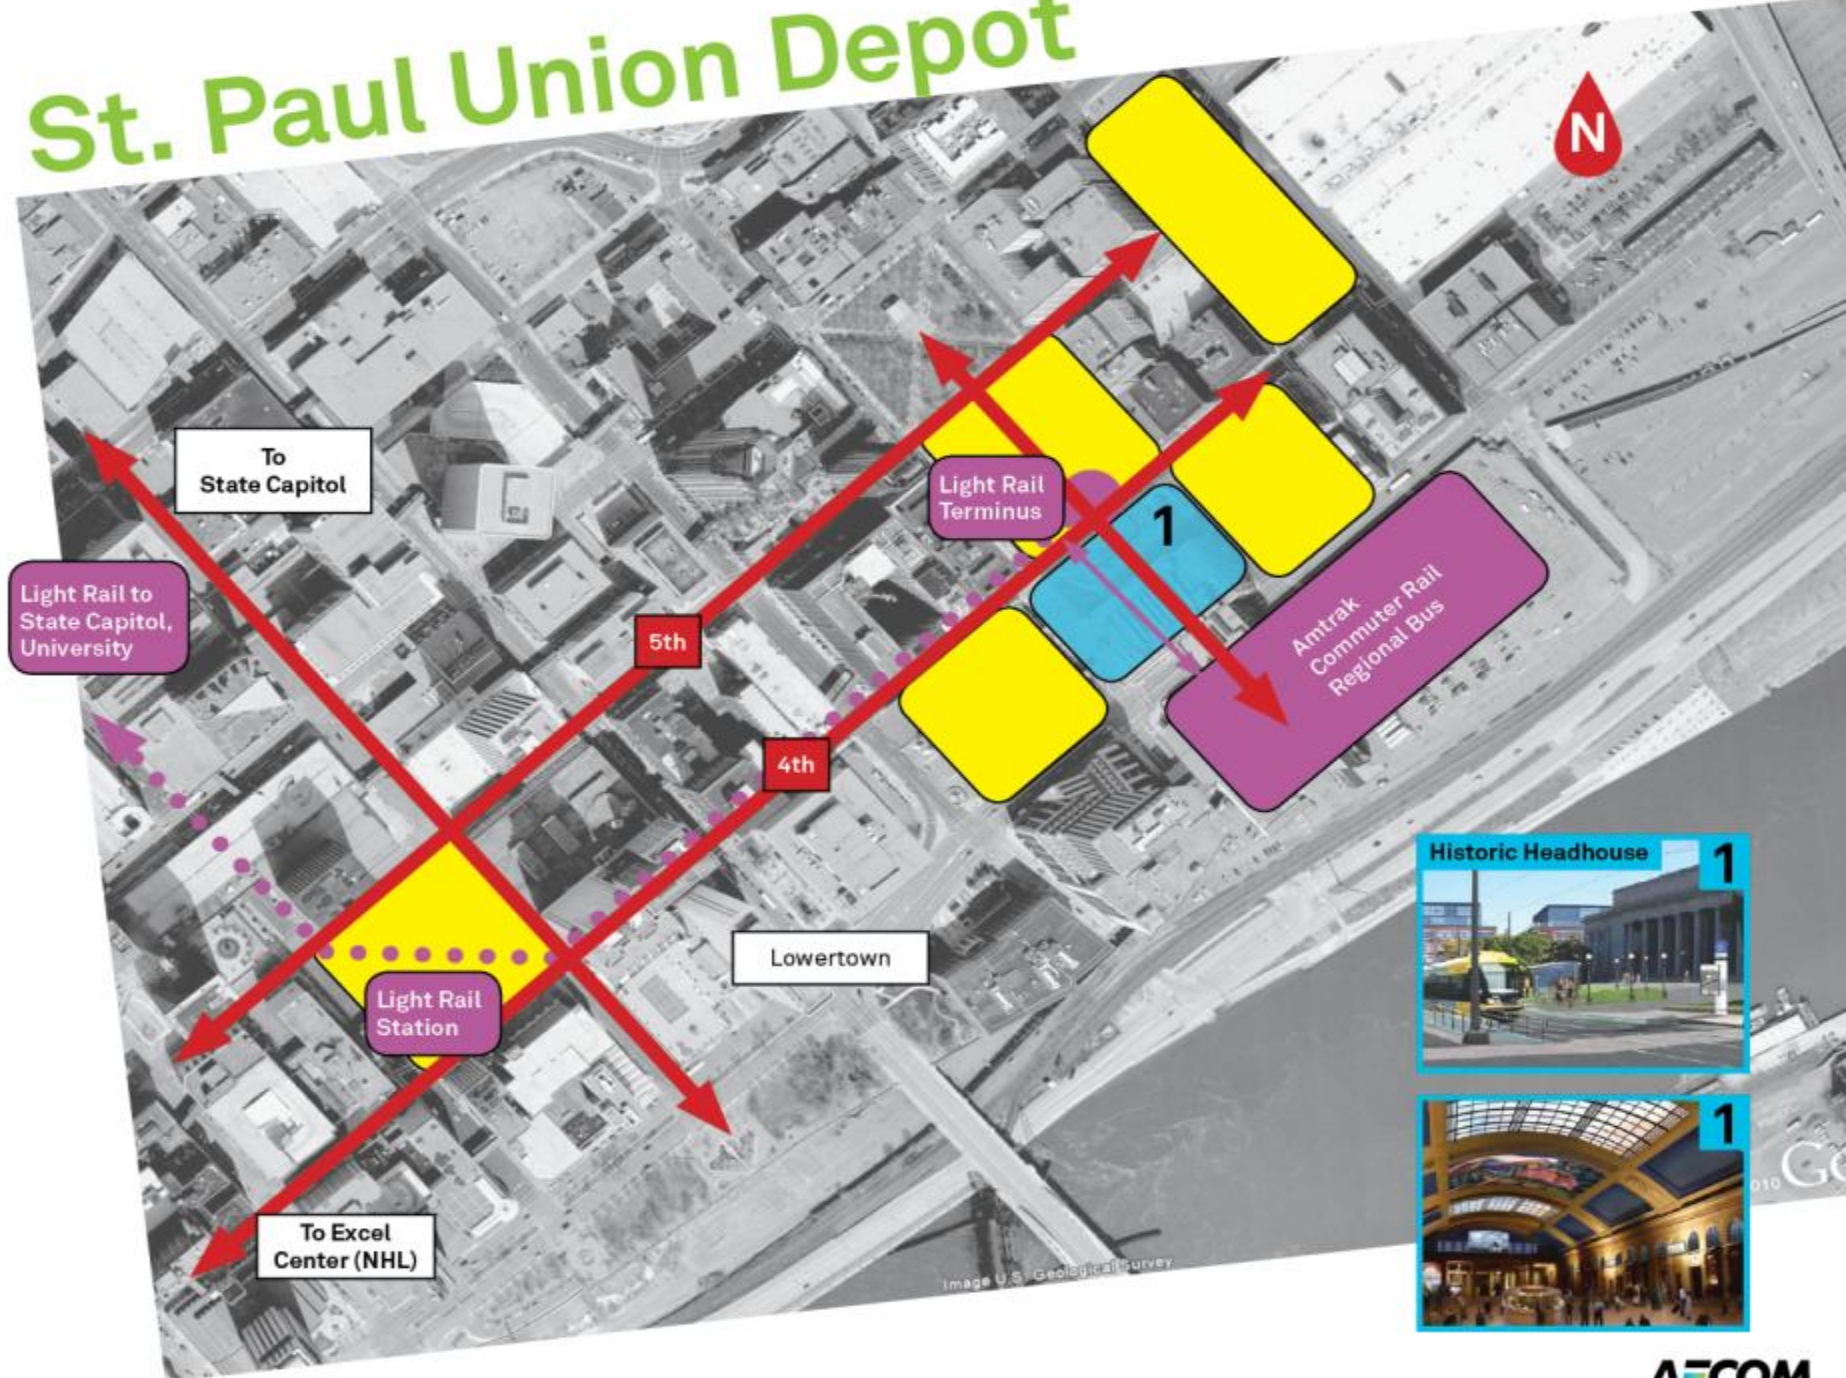 St. Paul Union Depot
N
To
State Capitol
Light Rail
Terminus
1
Light Rail to
State Capitol,
University
5th
Amtrak
Commuter Rail
Regional Bus
4th
Historic Headhouse
1
Lowertown
Light Rail
Station
1
To Excel
Center (NHL)
Image U.S. Geological Survey
010
Go
AECOM